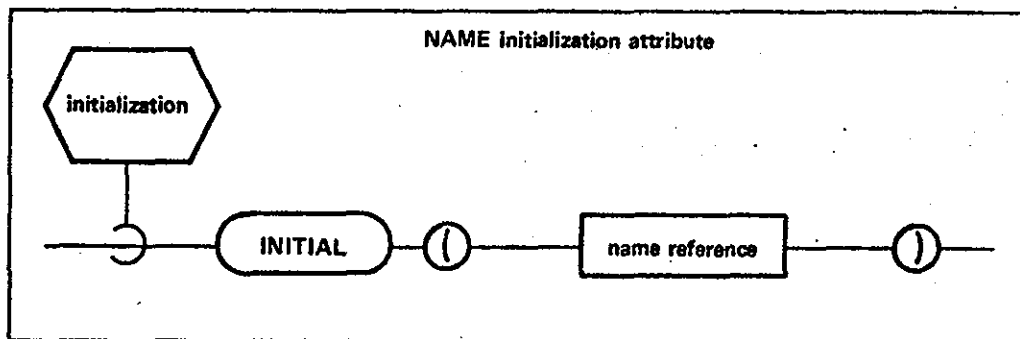 NAME initialization attribute
initialization
INITIAL ( name reference )